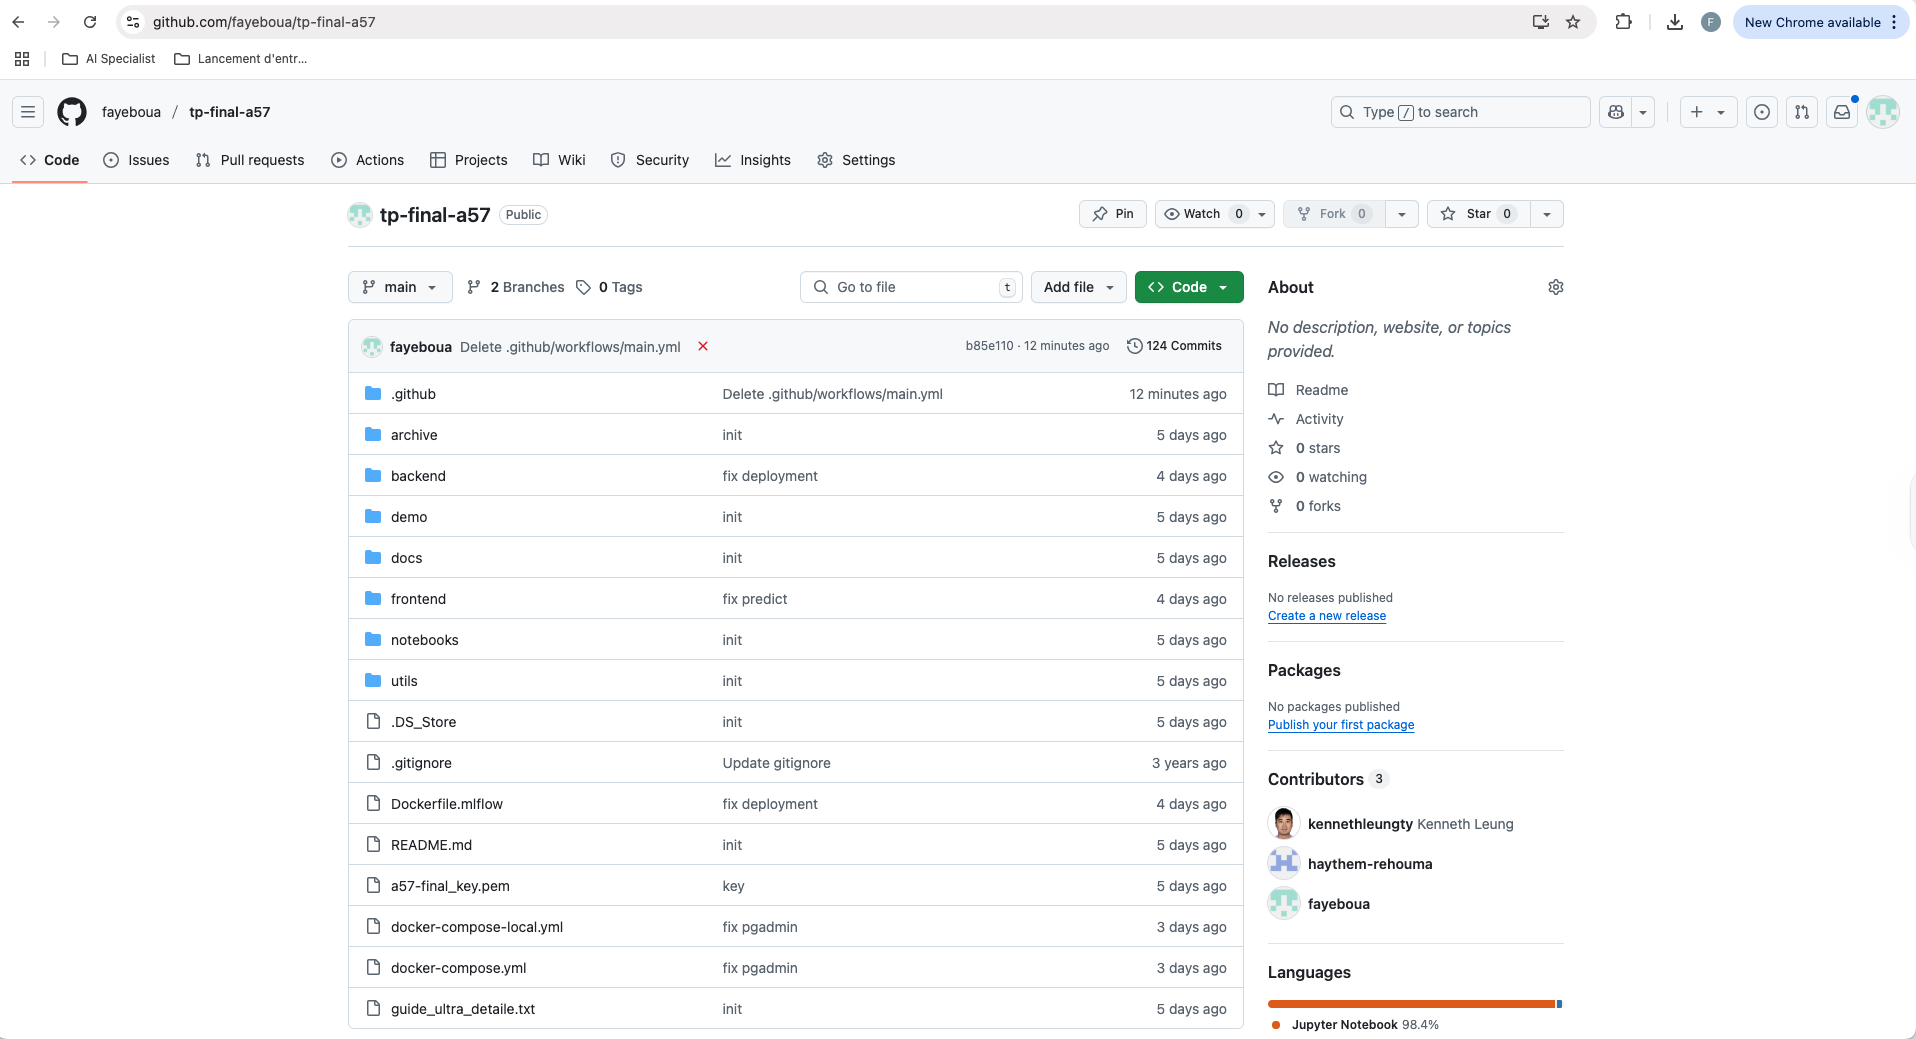 github.com/fayeboua/tp-final-a57
New Chrome available
F
AI Specialist
Lancement d'entr...
fayeboua / tp-final-a57
Type / to search
Code
Issues
Pull requests
Actions
Projects
Wiki
Security
Insights
Settings
tp-final-a57 Public
Pin
Watch 0
Fork 0
Star 0
main
2 Branches
0 Tags
Go to file t
Add file
Code
fayeboua Delete .github/workflows/main.yml b85e110 · 12 minutes ago 124 Commits
.github Delete .github/workflows/main.yml 12 minutes ago
archive init 5 days ago
backend fix deployment 4 days ago
demo init 5 days ago
docs init 5 days ago
frontend fix predict 4 days ago
notebooks init 5 days ago
utils init 5 days ago
.DS_Store init 5 days ago
.gitignore Update gitignore 3 years ago
Dockerfile.mlflow fix deployment 4 days ago
README.md init 5 days ago
a57-final_key.pem key 5 days ago
docker-compose-local.yml fix pgadmin 3 days ago
docker-compose.yml fix pgadmin 3 days ago
guide_ultra_detaile.txt init 5 days ago
About
No description, website, or topics
provided.
Readme
Activity
0 stars
0 watching
0 forks
Releases
No releases published
Create a new release
Packages
No packages published
Publish your first package
Contributors 3
kennethleungty Kenneth Leung
haythem-rehouma
fayeboua
Languages
Jupyter Notebook 98.4%